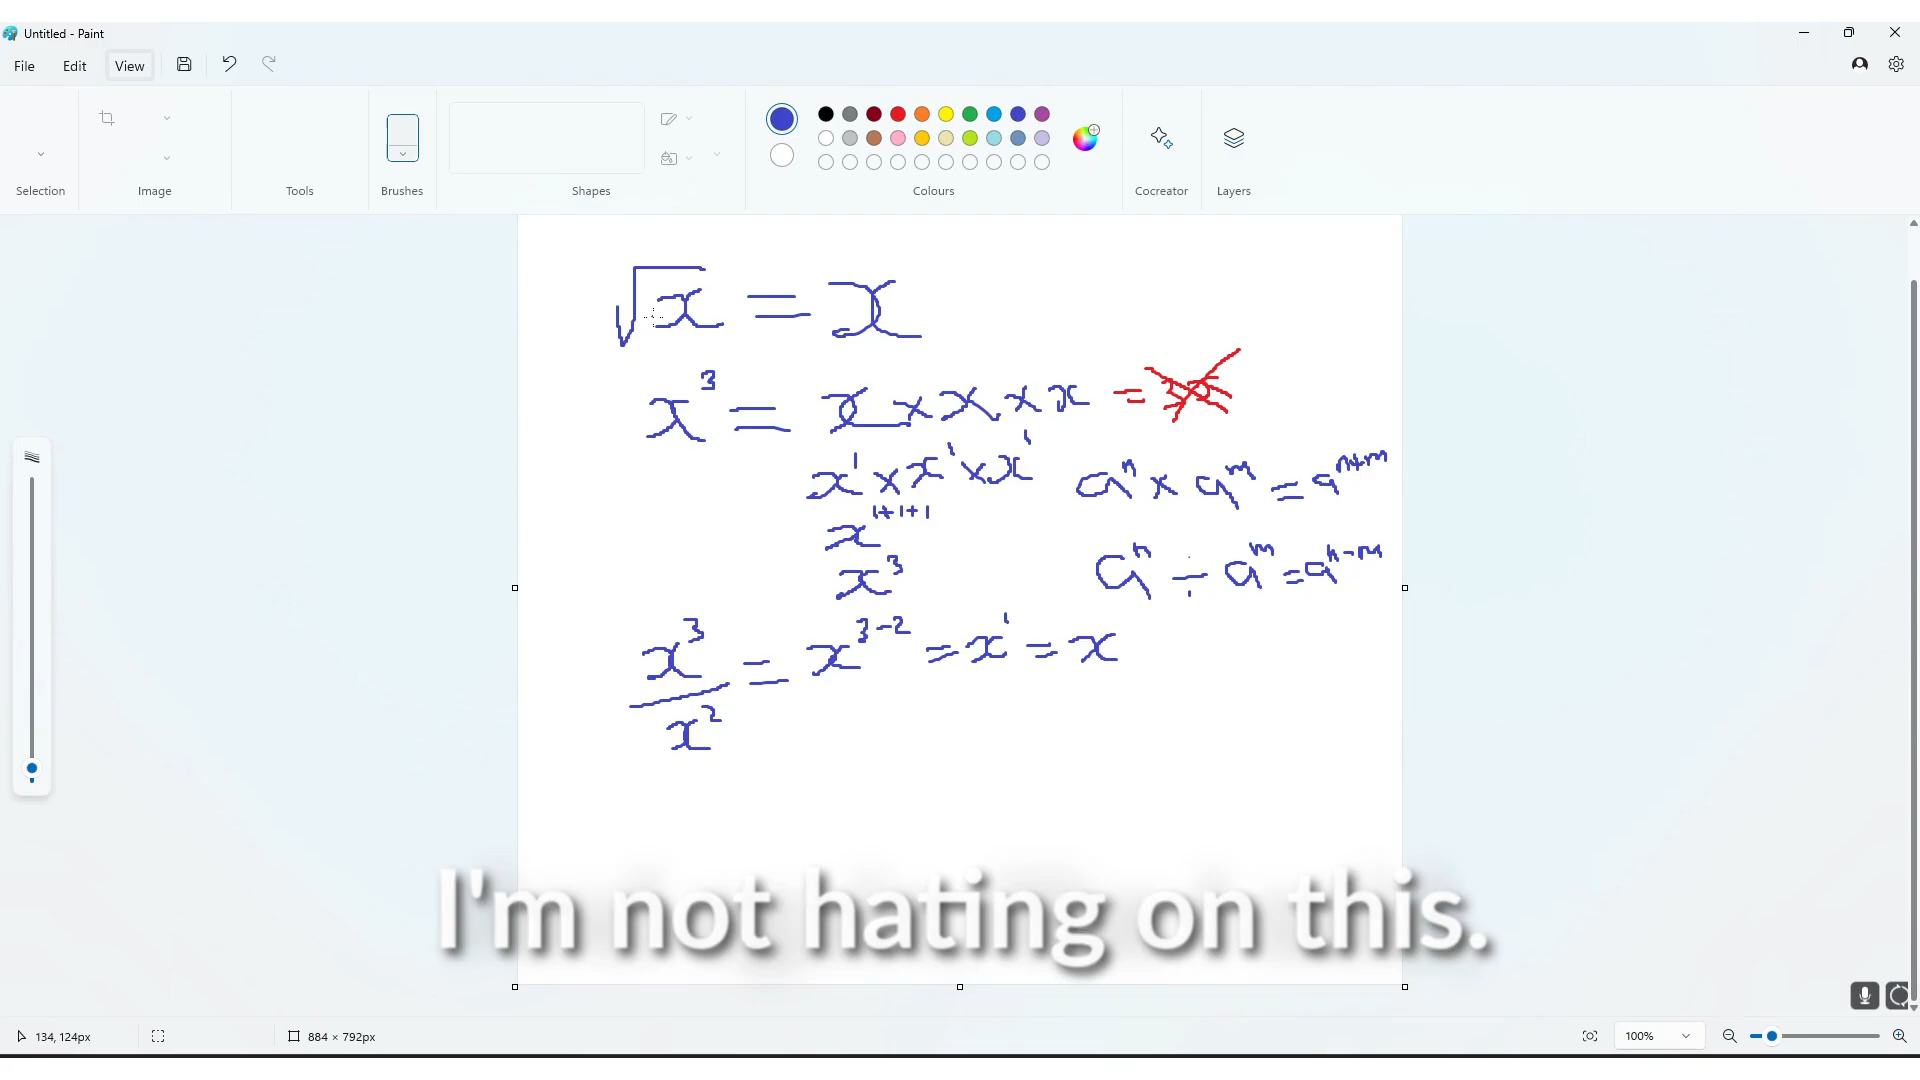 Untitled - Paint
File Edit View
Selection Image Tools Brushes Shapes Colours Cocreator Layers
√x = x
x³ = x × x × x =
x¹ × x¹ × x¹ aⁿ × aᵐ = aⁿ⁺ᵐ
x¹⁺¹⁺¹
x³ aⁿ ÷ aᵐ = aⁿ⁻ᵐ
x³/x² = x³⁻² = x¹ = x
I'm not hating on this.
134, 124px 884 × 792px 100%